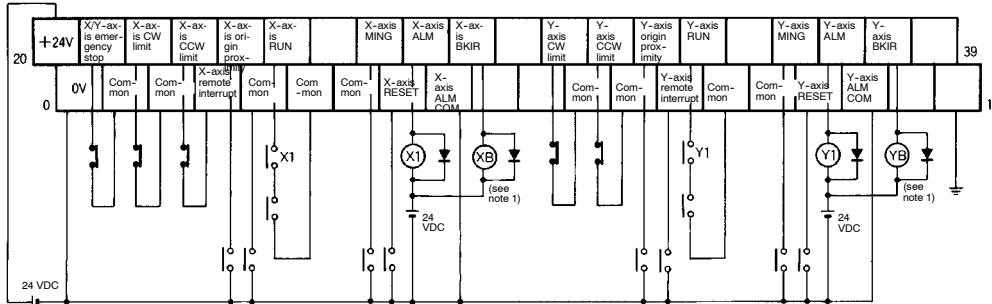 X/Y-axis emergency stop
X-axis CW limit
X-axis CCW limit
X-axis origin proximity
X-axis RUN
X-axis MING
X-axis ALM
X-axis BKIR
Y-axis CW limit
Y-axis CCW limit
Y-axis origin proximity
Y-axis RUN
Y-axis MING
Y-axis ALM
Y-axis BKIR
20
+24V
39
0V
Common
Common
X-axis remote interrupt
Common
Com-mon
Common
X-axis RESET
X-axis ALM COM
Common
Common
Y-axis remote interrupt
Common
Common
Y-axis RESET
Y-axis ALM COM
0
1
X1
X1
XB
Y1
Y1
YB
(see note 1)
(see note 1)
24 VDC
24 VDC
24 VDC